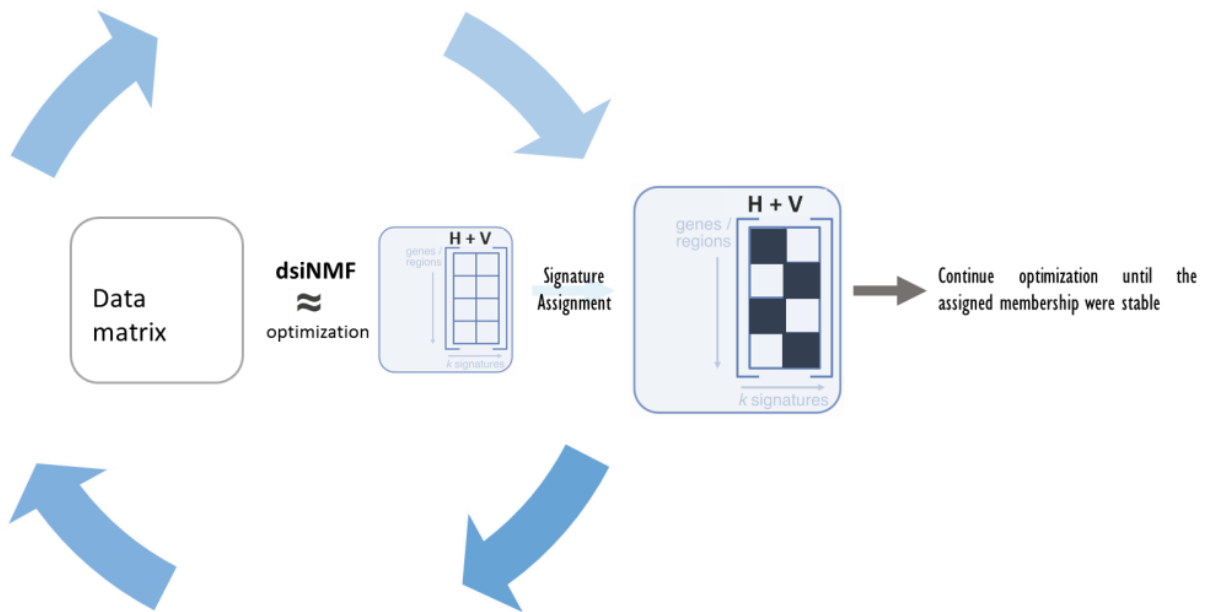 Data
matrix
dsiNMF
≈
optimization
H + V
genes /
regions
k signatures
Signature
Assignment
H + V
genes /
regions
k signatures
Continue optimization until the
assigned membership were stable